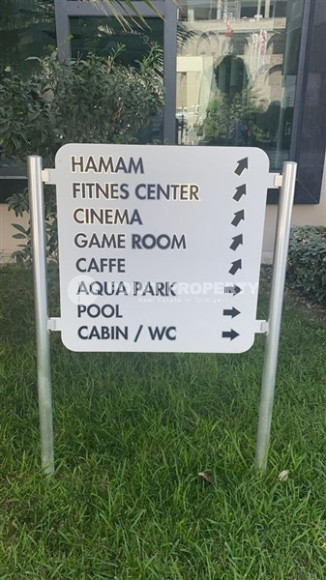 HAMAM
FITNES CENTER
CINEMA
GAME ROOM
CAFFE
AQUA PARK
POOL
CABIN / WC